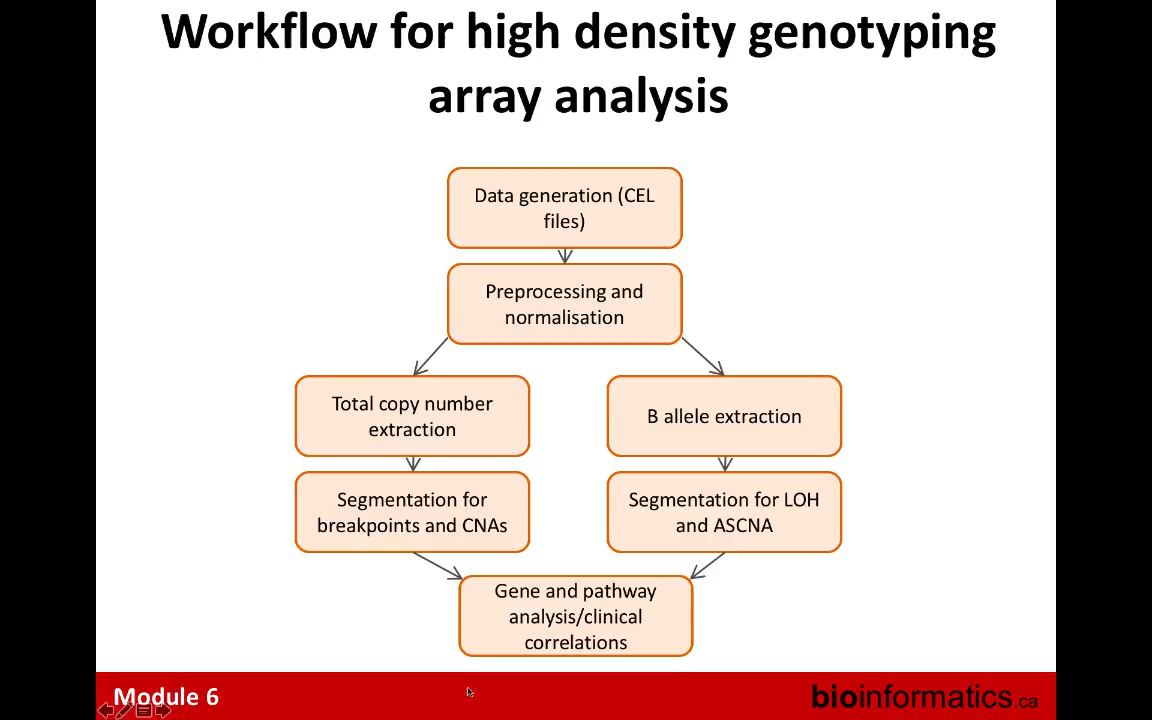 Workflow for high density genotyping
array analysis
Data generation (CEL
files)
Preprocessing and
normalisation
Total copy number
extraction
B allele extraction
Segmentation for
breakpoints and CNAs
Segmentation for LOH
and ASCNA
Gene and pathway
analysis/clinical
correlations
Module 6
bioinformatics.ca